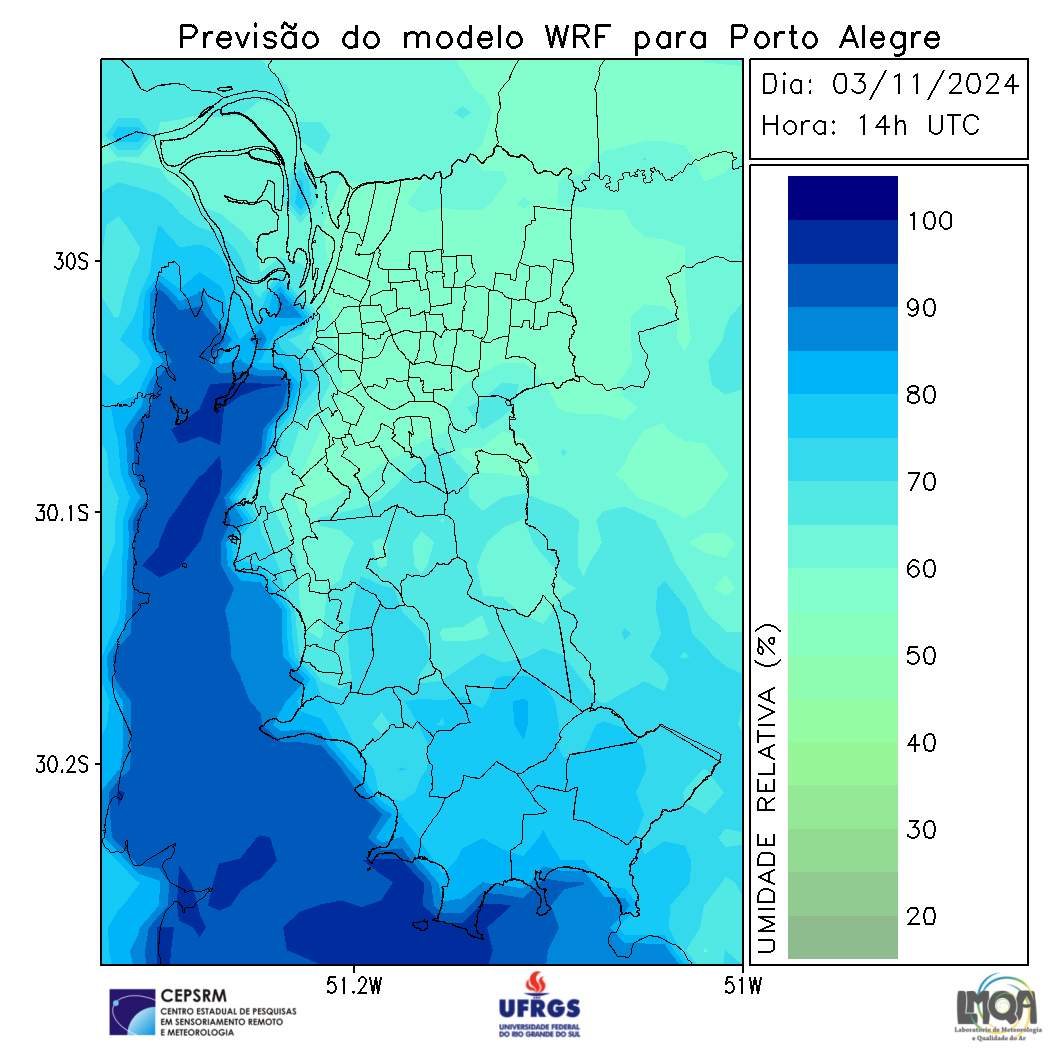 Previsão do modelo WRF para Porto Alegre
Dia: 03/11/2024
Hora: 14h UTC
30S
30.1S
30.2S
51.2W
51W
UMIDADE RELATIVA (%)
100
90
80
70
60
50
40
30
20
CEPSRM
CENTRO ESTADUAL DE PESQUISAS
EM SENSORIAMENTO REMOTO
E METEOROLOGIA
UFRGS
UNIVERSIDADE FEDERAL
DO RIO GRANDE DO SUL
LMQA
Laboratório de Meteorologia
e Qualidade do Ar